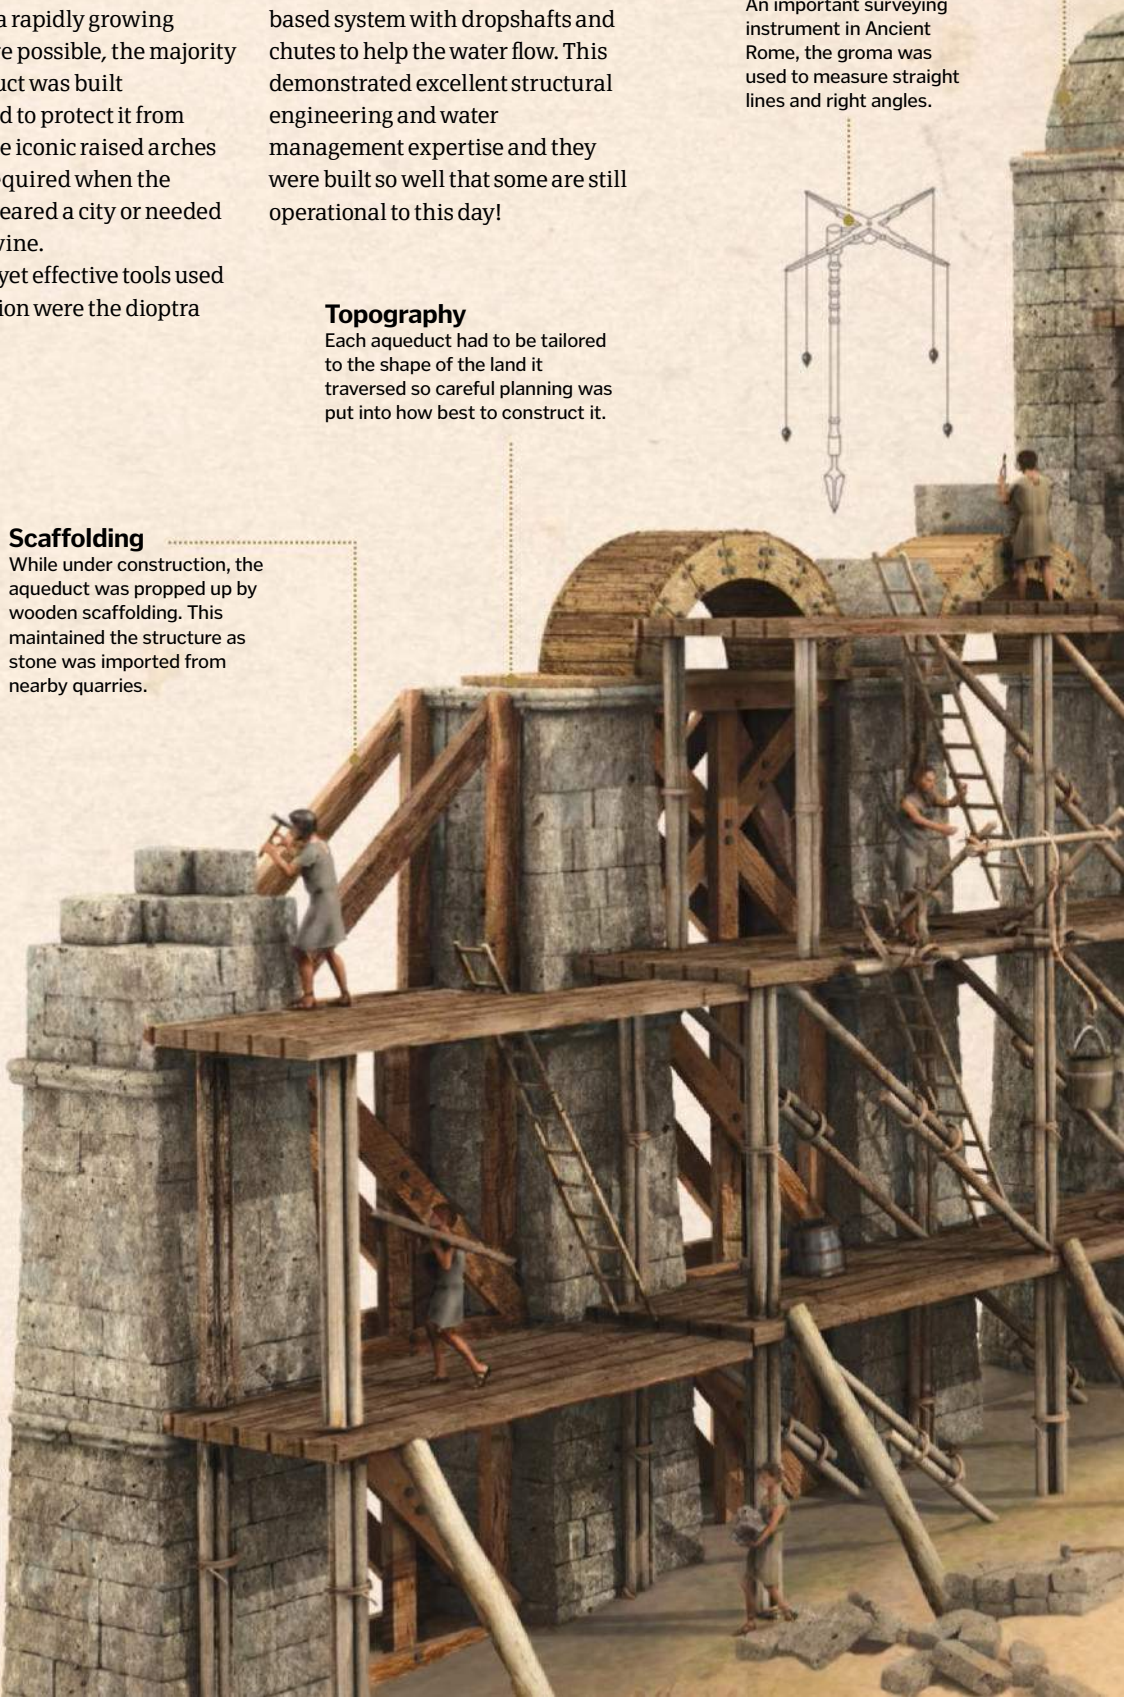 a rapidly growing
e possible, the majority
uct was built
d to protect it from
e iconic raised arches
equired when the
eared a city or needed
vine.
yet effective tools used
ion were the dioptra
based system with dropshafts and
chutes to help the water flow. This
demonstrated excellent structural
engineering and water
management expertise and they
were built so well that some are still
operational to this day!
An important surveying
instrument in Ancient
Rome, the groma was
used to measure straight
lines and right angles.
Topography
Each aqueduct had to be tailored
to the shape of the land it
traversed so careful planning was
put into how best to construct it.
Scaffolding
While under construction, the
aqueduct was propped up by
wooden scaffolding. This
maintained the structure as
stone was imported from
nearby quarries.